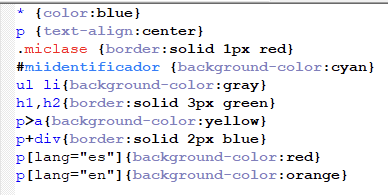 * {color:blue}
p {text-align:center}
.miclase {border:solid 1px red}
#miidentificador {background-color:cyan}
ul li{background-color:gray}
h1,h2{border:solid 3px green}
p>a{background-color:yellow}
p+div{border:solid 2px blue}
p[lang="es"]{background-color:red}
p[lang="en"]{background-color:orange}